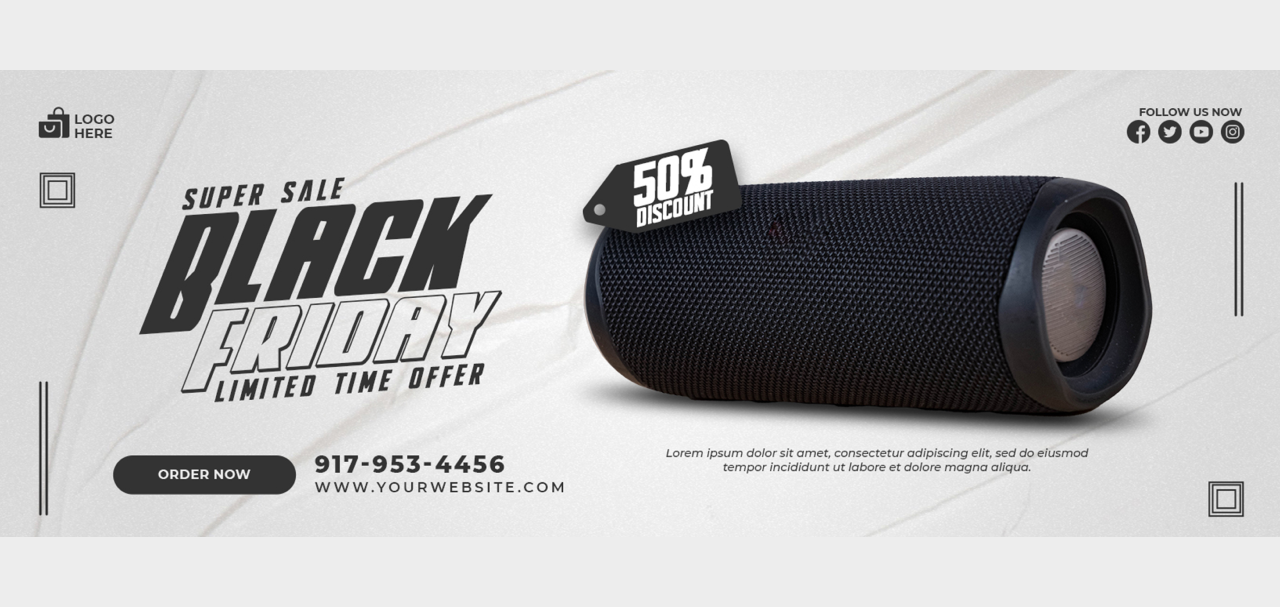 LOGO
HERE
FOLLOW US NOW
SUPER SALE
BLACK
FRIDAY
LIMITED TIME OFFER
50%
DISCOUNT
ORDER NOW
917-953-4456
WWW.YOURWEBSITE.COM
Lorem ipsum dolor sit amet, consectetur adipiscing elit, sed do eiusmod
tempor incididunt ut labore et dolore magna aliqua.